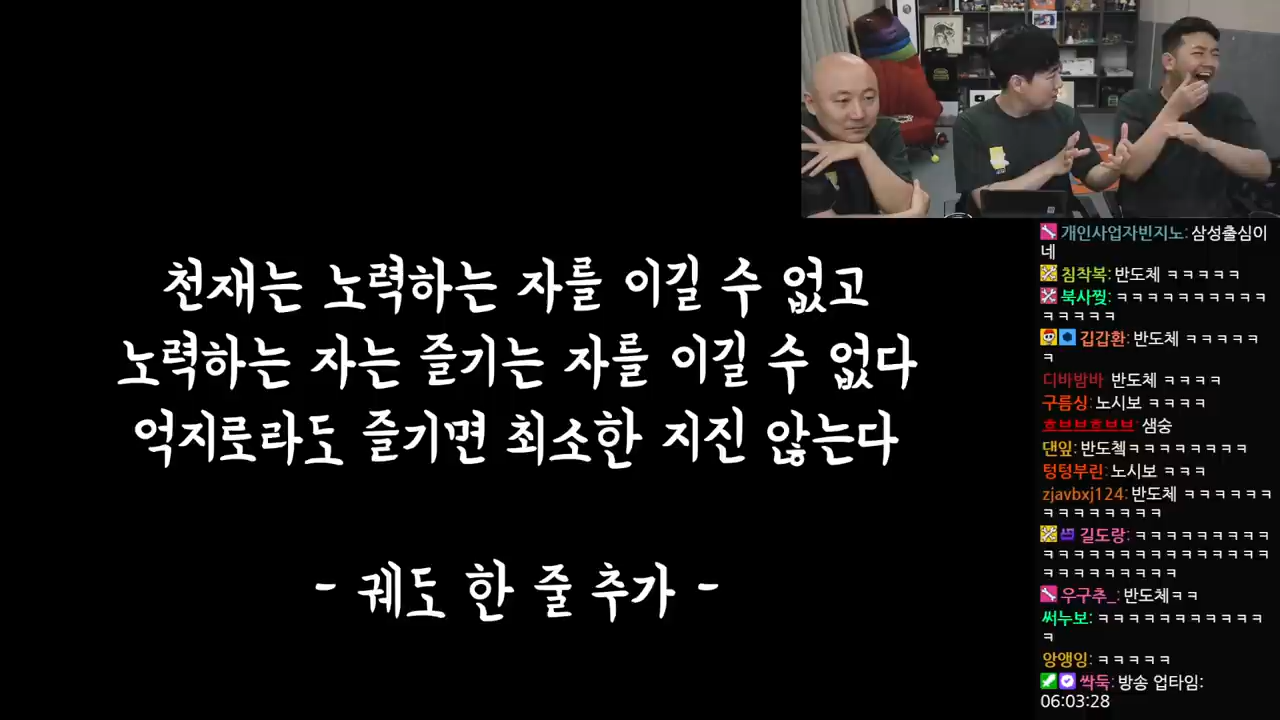 천재는 노력하는 자를 이길 수 없고
노력하는 자는 즐기는 자를 이길 수 없다
억지로라도 즐기면 최소한 지진 않는다
- 궤도 한 줄 추가 -
개인사업자빈지노: 삼성출심이
네
침착복: 반도체 ㅋㅋㅋㅋㅋ
북사찢: ㅋㅋㅋㅋㅋㅋㅋㅋㅋㅋ
ㅋㅋㅋㅋㅋ
김갑환: 반도체 ㅋㅋㅋㅋㅋ
ㅋ
디바밤바 반도체 ㅋㅋㅋㅋ
구름싱: 노시보 ㅋㅋㅋㅋ
흐브브흐브브: 샘숭
댄잎: 반도쳌ㅋㅋㅋㅋㅋㅋㅋㅋ
텅텅부린: 노시보 ㅋㅋㅋ
zjavbxj124: 반도체 ㅋㅋㅋㅋㅋㅋ
ㅋㅋㅋㅋㅋㅋㅋㅋ
길도랑: ㅋㅋㅋㅋㅋㅋㅋㅋㅋ
ㅋㅋㅋㅋㅋㅋㅋㅋㅋㅋㅋㅋㅋㅋㅋ
ㅋㅋㅋㅋㅋㅋㅋㅋㅋ
우구추_: 반도체ㅋㅋ
써누보: ㅋㅋㅋㅋㅋㅋㅋㅋㅋㅋㅋ
ㅋ
앙앵잉: ㅋㅋㅋㅋㅋ
싹둑: 방송 업타임:
06:03:28